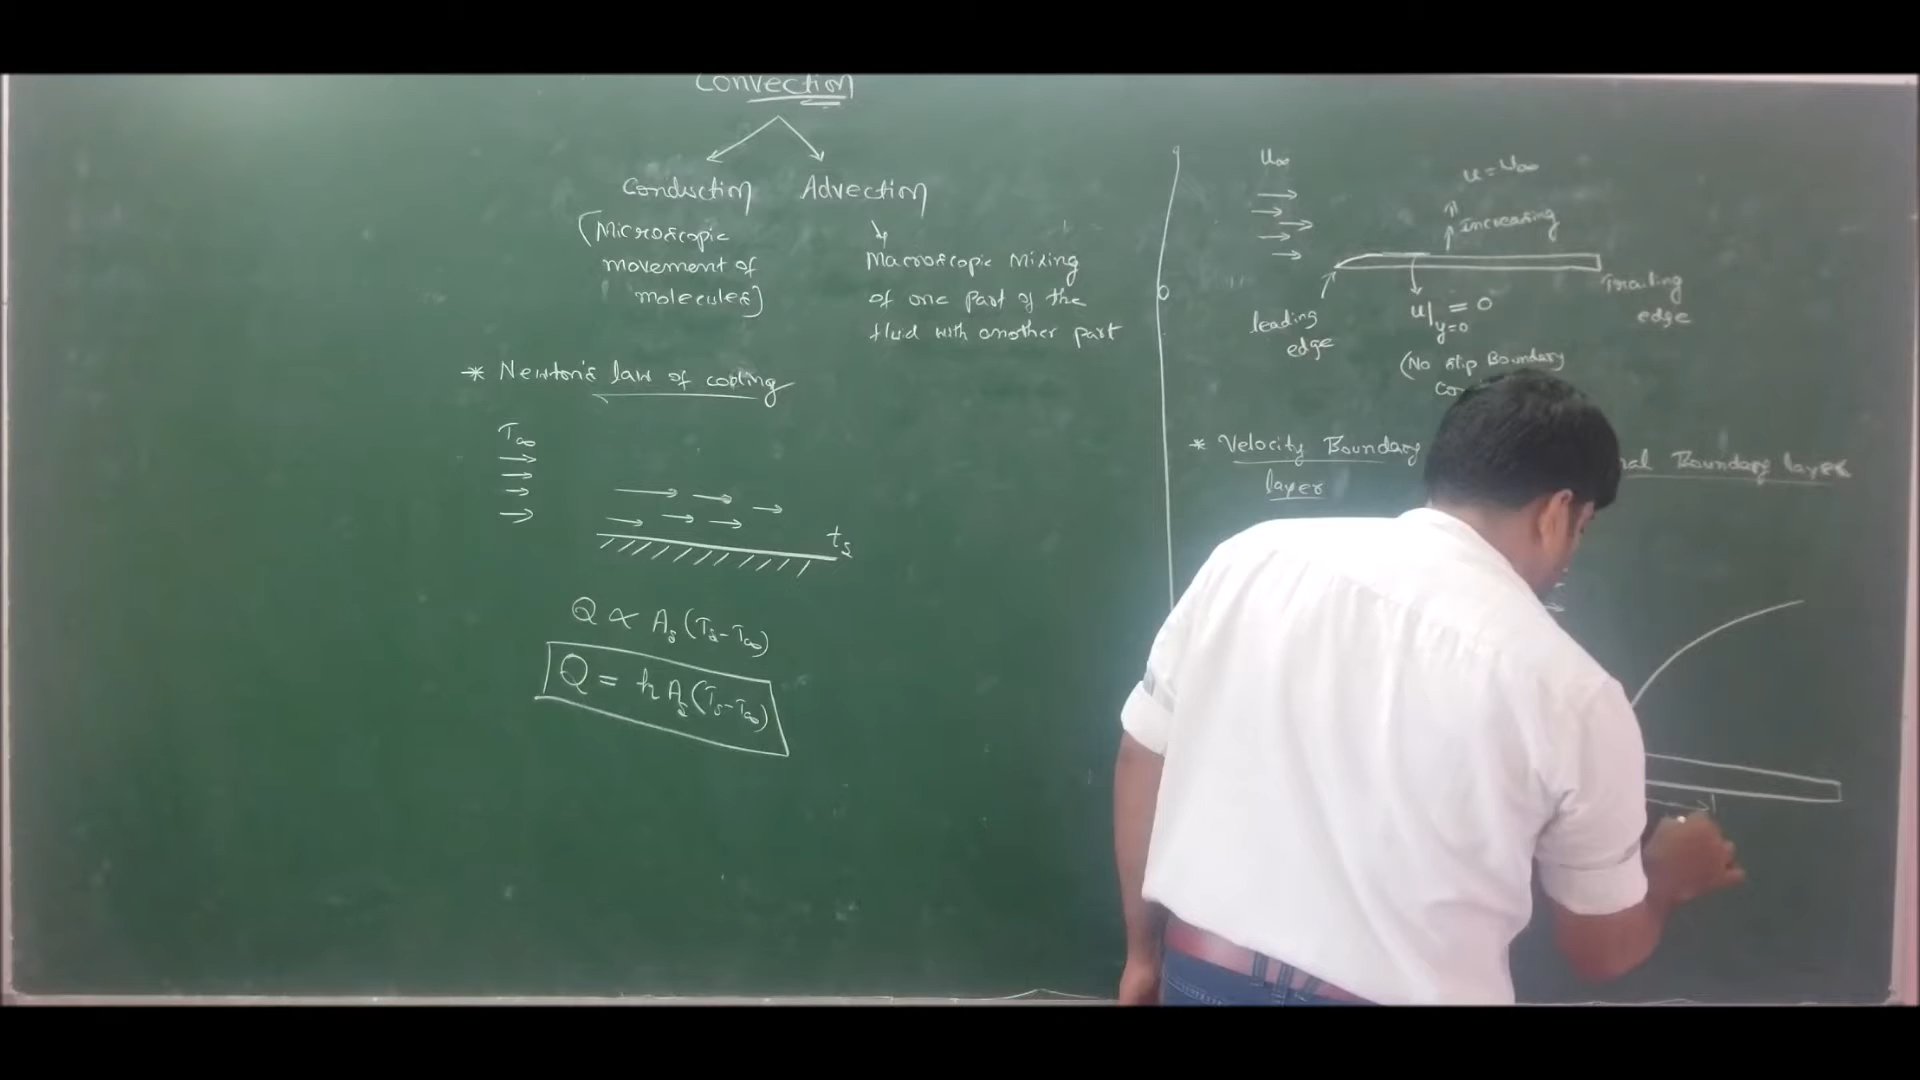 Convection
Conduction Advection
(Microscopic
movement of
molecules]
Macroscopic Mixing
of one part of the
fluid with another part
* Newton's law of cooling
T∞
ts
Q ∝ As(Ts-T∞)
Q = hAs(Ts-T∞)
u∞
u=u∞
Increasing
leading
edge
Trailing
edge
u|y=0 = 0
(No slip Boundary
* Velocity Boundary
layer
Boundary layer